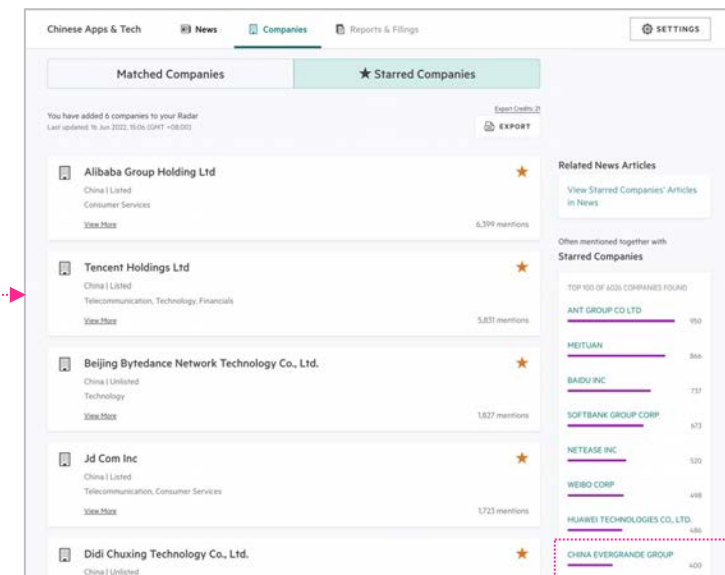 Chinese Apps & Tech
News
Companies
Reports & Filings
SETTINGS
Matched Companies
★ Starred Companies
You have added 6 companies to your Radar
Last updated: 16 Jun 2022, 15:06 (GMT +08:00)
Export Credits: 21
EXPORT
Alibaba Group Holding Ltd
China | Listed
Consumer Services
View More
6,399 mentions
Tencent Holdings Ltd
China | Listed
Telecommunication, Technology, Financials
View More
5,831 mentions
Beijing Bytedance Network Technology Co., Ltd.
China | Unlisted
Technology
View More
1,827 mentions
Jd Com Inc
China | Listed
Telecommunication, Consumer Services
View More
1,723 mentions
Didi Chuxing Technology Co., Ltd.
China | Unlisted
Related News Articles
View Starred Companies' Articles
in News
Often mentioned together with
Starred Companies
TOP 100 OF 6026 COMPANIES FOUND
ANT GROUP CO LTD
950
MEITUAN
866
BAIDU INC
737
SOFTBANK GROUP CORP
673
NETEASE INC
520
WEIBO CORP
498
HUAWEI TECHNOLOGIES CO., LTD.
486
CHINA EVERGRANDE GROUP
400